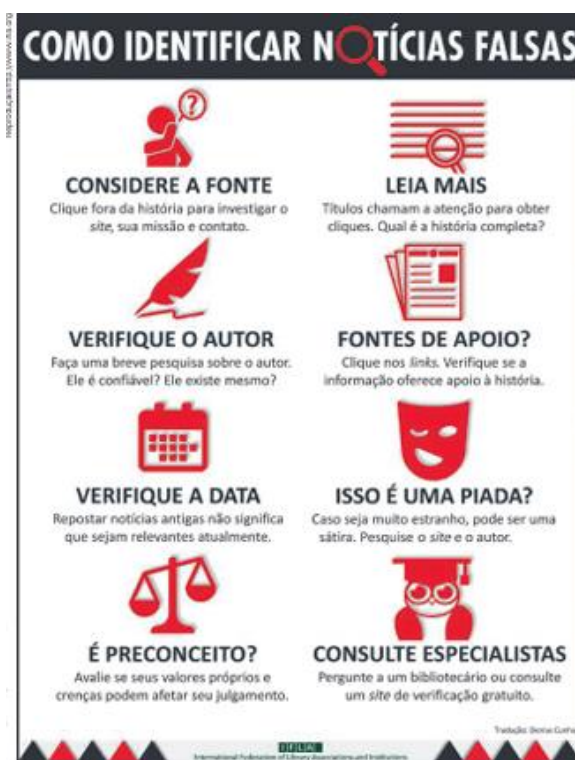 COMO IDENTIFICAR NOTÍCIAS FALSAS
CONSIDERE A FONTE
Clique fora da história para investigar o
site, sua missão e contato.
LEIA MAIS
Títulos chamam a atenção para obter
cliques. Qual é a história completa?
VERIFIQUE O AUTOR
Faça uma breve pesquisa sobre o autor.
Ele é confiável? Ele existe mesmo?
FONTES DE APOIO?
Clique nos links. Verifique se a
informação oferece apoio à história.
VERIFIQUE A DATA
Repostar notícias antigas não significa
que sejam relevantes atualmente.
ISSO É UMA PIADA?
Caso seja muito estranho, pode ser uma
sátira. Pesquise o site e o autor.
É PRECONCEITO?
Avalie se seus valores próprios e
crenças podem afetar seu julgamento.
CONSULTE ESPECIALISTAS
Pergunte a um bibliotecário ou consulte
um site de verificação gratuito.
IFLA
International Federation of Library Associations and Institutions